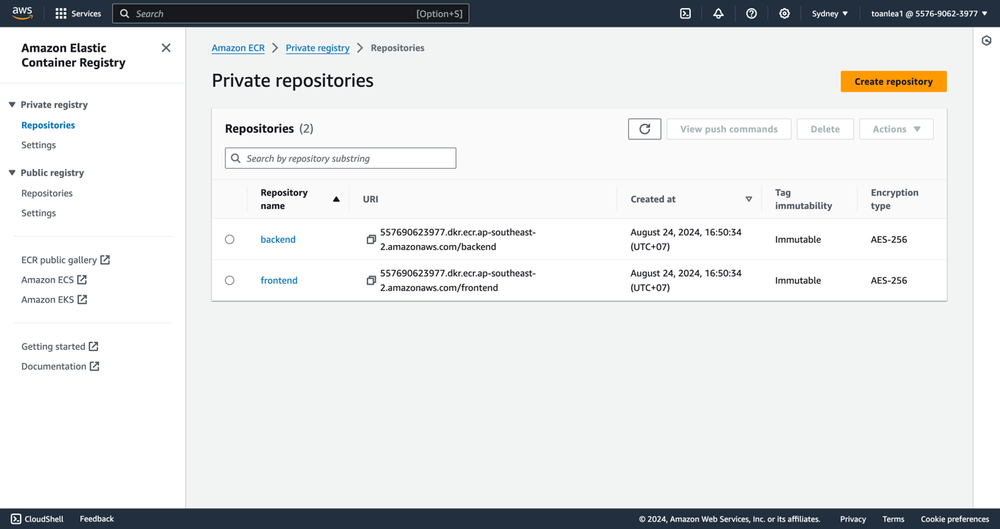 aws
Services
Search
[Option+S]
Sydney
toanlea1 @ 5576-9062-3977
Amazon Elastic
Container Registry
Private registry
Repositories
Settings
Public registry
Repositories
Settings
ECR public gallery
Amazon ECS
Amazon EKS
Getting started
Documentation
Amazon ECR
Private registry
Repositories
Private repositories
Create repository
Repositories (2)
View push commands
Delete
Actions
Search by repository substring
Repository
name
URI
Created at
Tag
immutability
Encryption
type
backend
557690623977.dkr.ecr.ap-southeast-
2.amazonaws.com/backend
August 24, 2024, 16:50:34
(UTC+07)
Immutable
AES-256
frontend
557690623977.dkr.ecr.ap-southeast-
2.amazonaws.com/frontend
August 24, 2024, 16:50:34
(UTC+07)
Immutable
AES-256
CloudShell
Feedback
© 2024, Amazon Web Services, Inc. or its affiliates.
Privacy
Terms
Cookie preferences